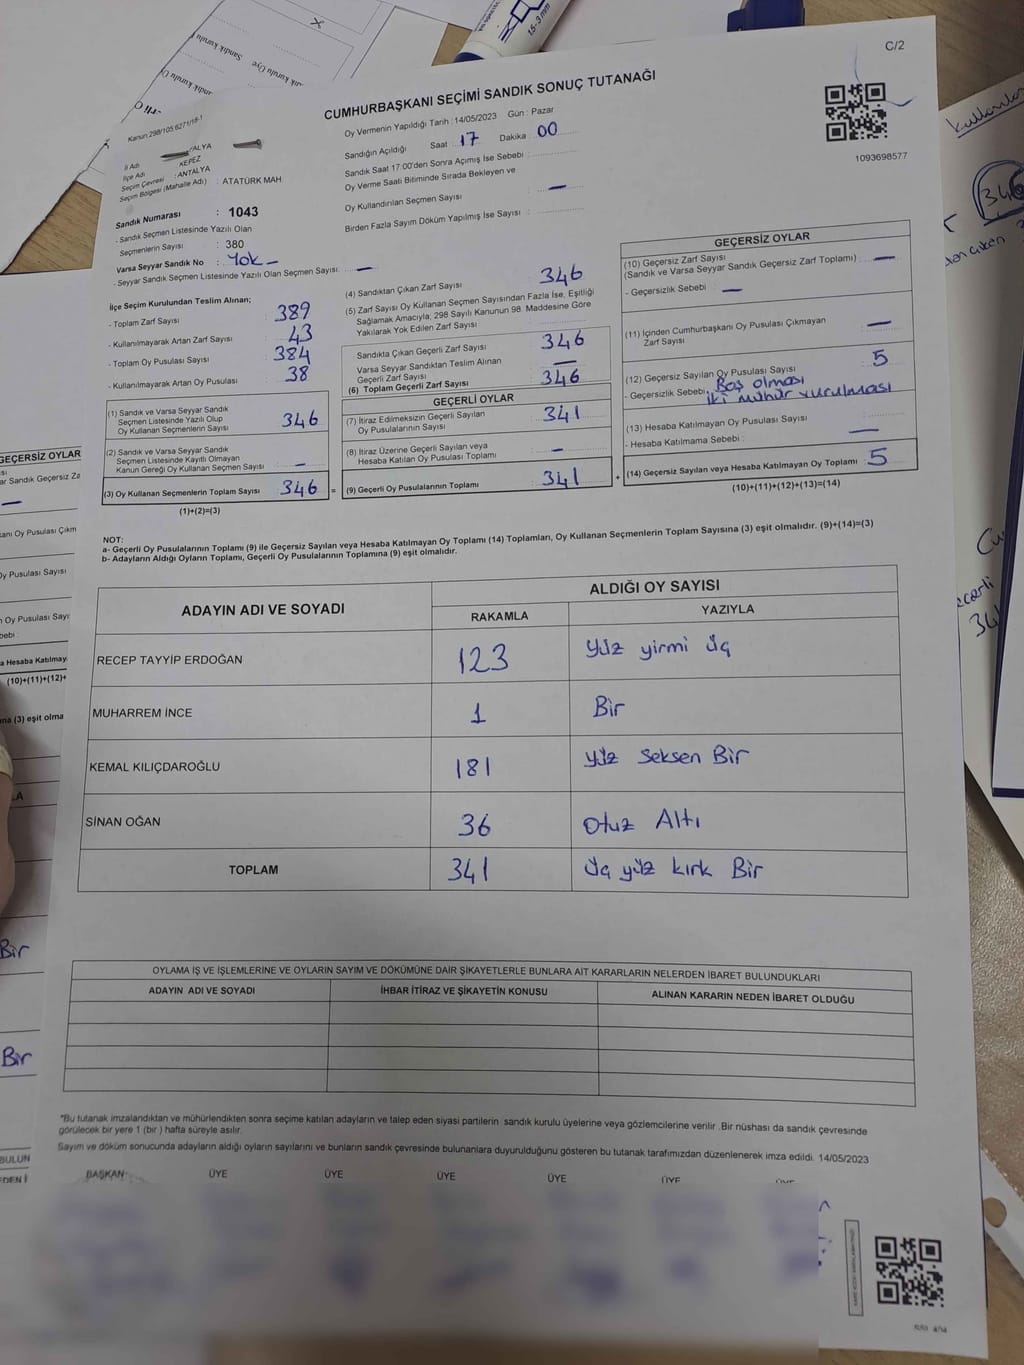 C/2
CUMHURBAŞKANI SEÇİMİ SANDIK SONUÇ TUTANAĞI
Kanun 298/105.6271/18-1
Oy Vermenin Yapıldığı Tarih : 14/05/2023 Gün : Pazar
Sandığın Açıldığı Saat 17 Dakika 00
Sandık Saat 17:00'den Sonra Açımış İse Sebebi :
Oy Verme Saati Bitiminde Sırada Bekleyen ve
Oy Kullandırılan Seçmen Sayısı : —
Birden Fazla Sayım Döküm Yapılmış İse Sayısı :
1093698577
İl Adı ALYA
İlçe Adı KEPEZ
Seçim Çevresi : ANTALYA
Seçim Bölgesi (Mahalle Adı) : ATATÜRK MAH
Sandık Numarası : 1043
- Sandık Seçmen Listesinde Yazılı Olan
Seçmenlerin Sayısı : 380
Varsa Seyyar Sandık No : Yok —
- Seyyar Sandık Seçmen Listesinde Yazılı Olan Seçmen Sayısı: —
İlçe Seçim Kurulundan Teslim Alınan;
- Toplam Zarf Sayısı : 389
- Kullanılmayarak Artan Zarf Sayısı : 43
- Toplam Oy Pusulası Sayısı : 384
- Kullanılmayarak Artan Oy Pusulası : 38
(1) Sandık ve Varsa Seyyar Sandık
Seçmen Listesinde Yazılı Olup
Oy Kullanan Seçmenlerin Sayısı : 346
(2) Sandık ve Varsa Seyyar Sandık
Seçmen Listesinde Kayıtlı Olmayan
Kanun Gereği Oy Kullanan Seçmen Sayısı : —
(3) Oy Kullanan Seçmenlerin Toplam Sayısı : 346 =
(1)+(2)=(3)
(4) Sandıktan Çıkan Zarf Sayısı : 346
(5) Zarf Sayısı Oy Kullanan Seçmen Sayısından Fazla İse, Eşitliği
Sağlamak Amacıyla; 298 Sayılı Kanunun 98. Maddesine Göre
Yakılarak Yok Edilen Zarf Sayısı :
Sandıkta Çıkan Geçerli Zarf Sayısı : 346
Varsa Seyyar Sandıktan Teslim Alınan
Geçerli Zarf Sayısı : —
(6) Toplam Geçerli Zarf Sayısı : 346
GEÇERLİ OYLAR
(7) İtiraz Edilmeksizin Geçerli Sayılan
Oy Pusulalarının Sayısı : 341
(8) İtiraz Üzerine Geçerli Sayılan veya
Hesaba Katılan Oy Pusulası Toplamı : —
(9) Geçerli Oy Pusulalarının Toplamı : 341 +
GEÇERSİZ OYLAR
(10) Geçersiz Zarf Sayısı
(Sandık ve Varsa Seyyar Sandık Geçersiz Zarf Toplamı) : —
- Geçersizlik Sebebi : —
(11) İçinden Cumhurbaşkanı Oy Pusulası Çıkmayan
Zarf Sayısı : —
(12) Geçersiz Sayılan Oy Pusulası Sayısı : 5
- Geçersizlik Sebebi : Boş olması
iki mühür vurulması
(13) Hesaba Katılmayan Oy Pusulası Sayısı :
- Hesaba Katılmama Sebebi : —
(14) Geçersiz Sayılan veya Hesaba Katılmayan Oy Toplamı : 5
(10)+(11)+(12)+(13)=(14)
NOT:
a- Geçerli Oy Pusulalarının Toplamı (9) ile Geçersiz Sayılan veya Hesaba Katılmayan Oy Toplamı (14) Toplamları, Oy Kullanan Seçmenlerin Toplam Sayısına (3) eşit olmalıdır. (9)+(14)=(3)
b- Adayların Aldığı Oyların Toplamı, Geçerli Oy Pusulalarının Toplamına (9) eşit olmalıdır.
ADAYIN ADI VE SOYADI ALDIĞI OY SAYISI
RAKAMLA YAZIYLA
RECEP TAYYİP ERDOĞAN 123 Yüz yirmi üç
MUHARREM İNCE 1 Bir
KEMAL KILIÇDAROĞLU 181 Yüz Seksen Bir
SİNAN OĞAN 36 Otuz Altı
TOPLAM 341 Üç yüz kırk Bir
OYLAMA İŞ VE İŞLEMLERİNE VE OYLARIN SAYIM VE DÖKÜMÜNE DAİR ŞİKAYETLERLE BUNLARA AİT KARARLARIN NELERDEN İBARET BULUNDUKLARI
ADAYIN ADI VE SOYADI İHBAR İTİRAZ VE ŞİKAYETİN KONUSU ALINAN KARARIN NEDEN İBARET OLDUĞU
*Bu tutanak imzalandıktan ve mühürlendikten sonra seçime katılan adayların ve talep eden siyasi partilerin sandık kurulu üyelerine veya gözlemcilerine verilir .Bir nüshası da sandık çevresinde
görülecek bir yere 1 (bir ) hafta süreyle asılır.
Sayım ve döküm sonucunda adayların aldığı oyların sayılarını ve bunların sandık çevresinde bulunanlara duyurulduğunu gösteren bu tutanak tarafımızdan düzenlenerek imza edildi. 14/05/2023
BAŞKAN ÜYE ÜYE ÜYE ÜYE ÜYE ÜYE